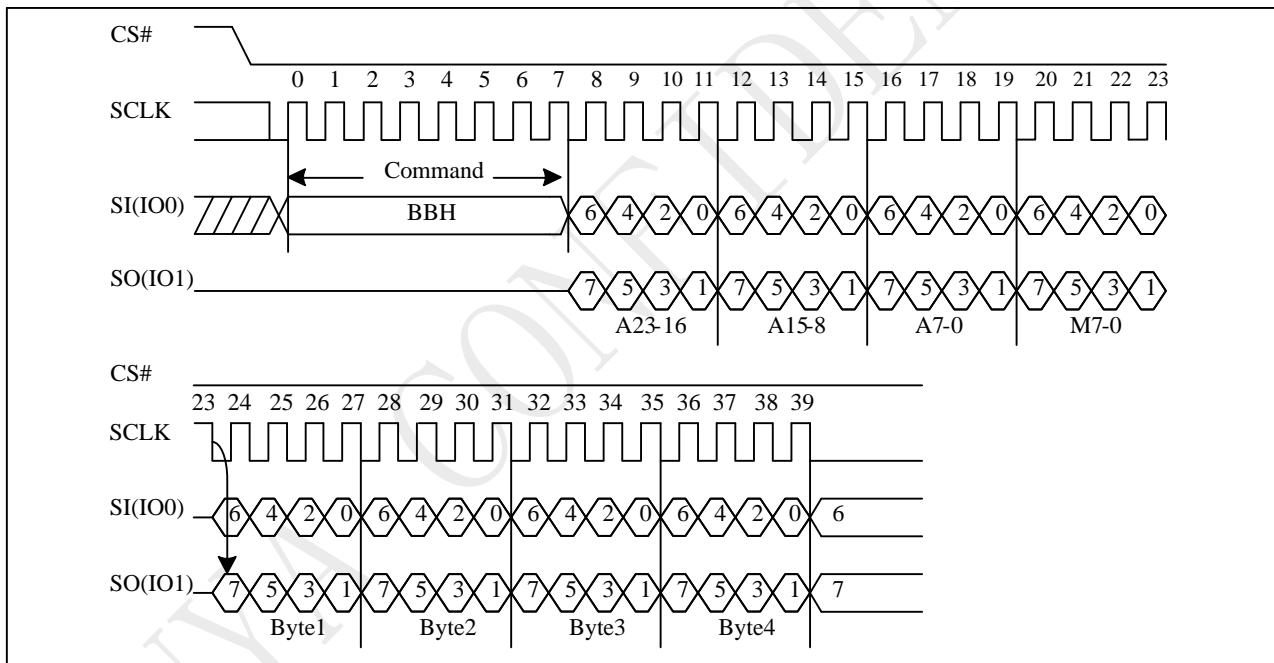 CS#
0 1 2 3 4 5 6 7 8 9 10 11 12 13 14 15 16 17 18 19 20 21 22 23
SCLK
Command
SI(IO0) BBH 6 4 2 0 6 4 2 0 6 4 2 0 6 4 2 0
SO(IO1) 7 5 3 1 7 5 3 1 7 5 3 1 7 5 3 1
A23-16 A15-8 A7-0 M7-0
CS#
23 24 25 26 27 28 29 30 31 32 33 34 35 36 37 38 39
SCLK
SI(IO0) 6 4 2 0 6 4 2 0 6 4 2 0 6 4 2 0 6
SO(IO1) 7 5 3 1 7 5 3 1 7 5 3 1 7 5 3 1 7
Byte1 Byte2 Byte3 Byte4